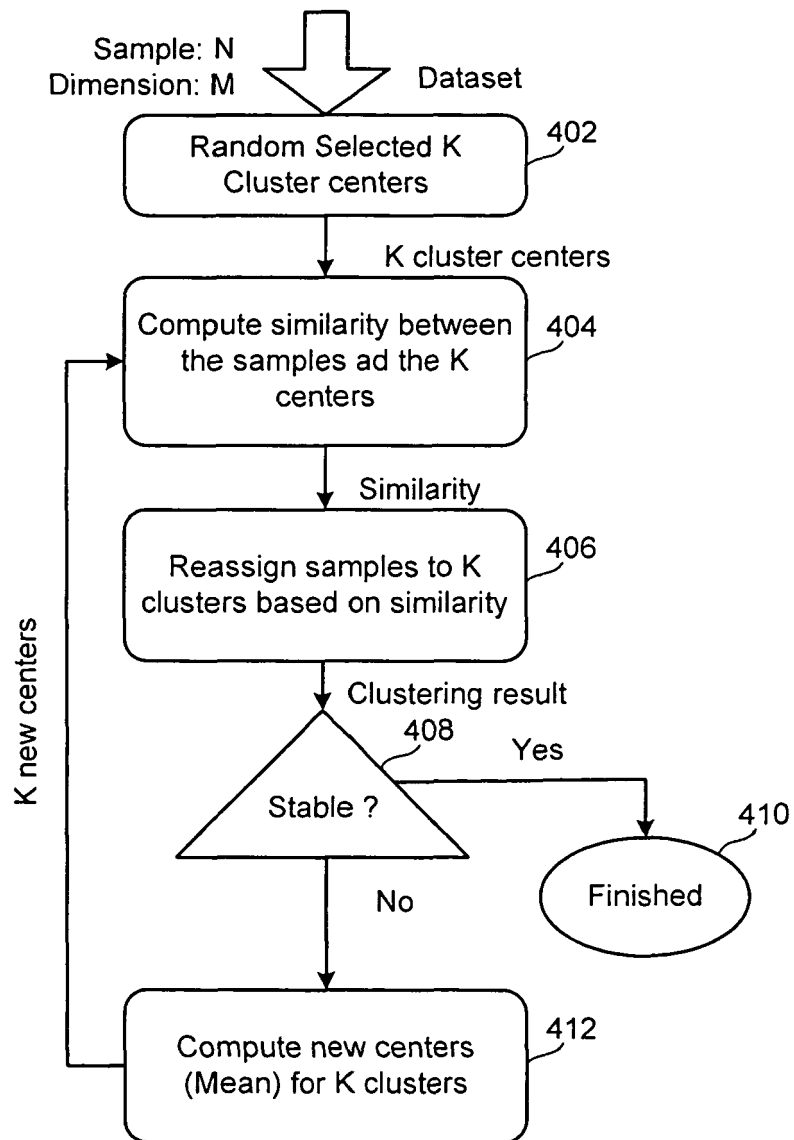 Sample: N
Dimension: M
Dataset
402
Random Selected K
Cluster centers
K cluster centers
404
Compute similarity between
the samples ad the K
centers
Similarity
406
Reassign samples to K
clusters based on similarity
K new centers
Clustering result
408
Yes
Stable ?
410
Finished
No
412
Compute new centers
(Mean) for K clusters